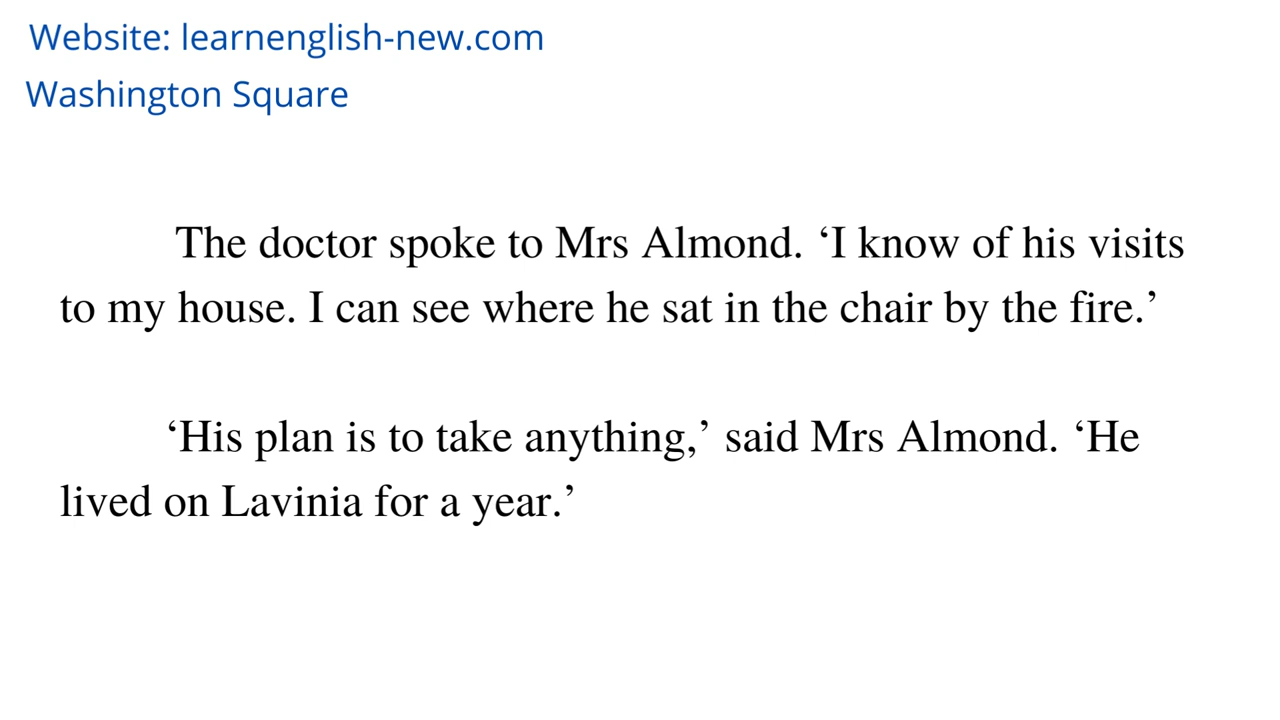 Website: learnenglish-new.com
Washington Square
The doctor spoke to Mrs Almond. ‘I know of his visits
to my house. I can see where he sat in the chair by the fire.’
‘His plan is to take anything,’ said Mrs Almond. ‘He
lived on Lavinia for a year.’